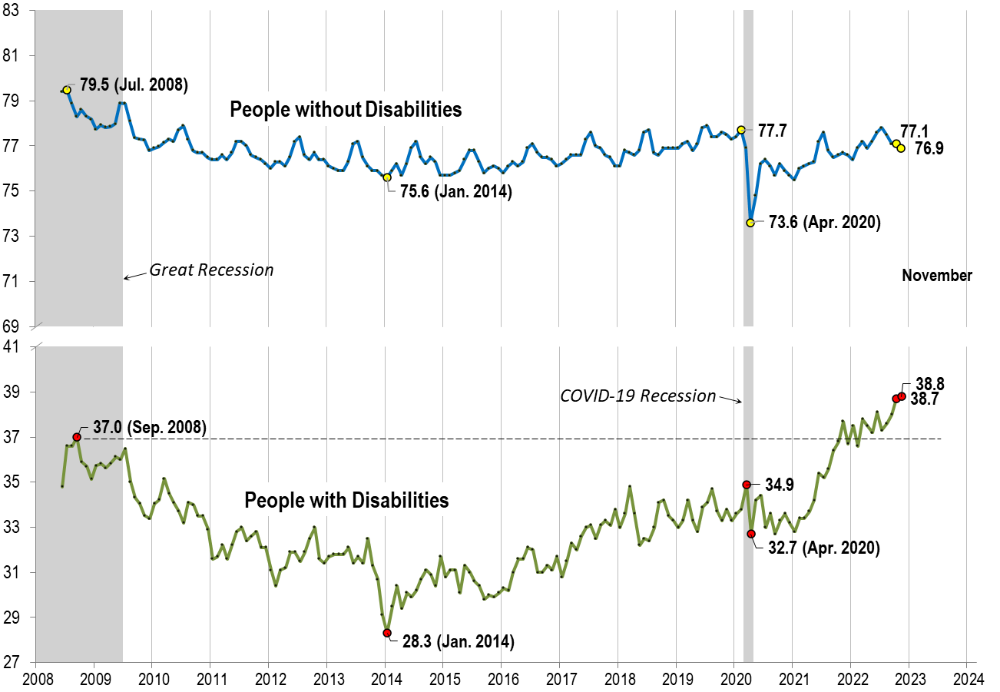 83
81
79.5 (Jul. 2008)
79
People without Disabilities
77.7
77.1
77
76.9
75.6 (Jan. 2014)
75
73.6 (Apr. 2020)
73
Great Recession
71
November
69
41
39
38.8
38.7
COVID-19 Recession
37.0 (Sep. 2008)
37
35
34.9
People with Disabilities
33
32.7 (Apr. 2020)
31
29
28.3 (Jan. 2014)
27
2008 2009 2010 2011 2012 2013 2014 2015 2016 2017 2018 2019 2020 2021 2022 2023 2024